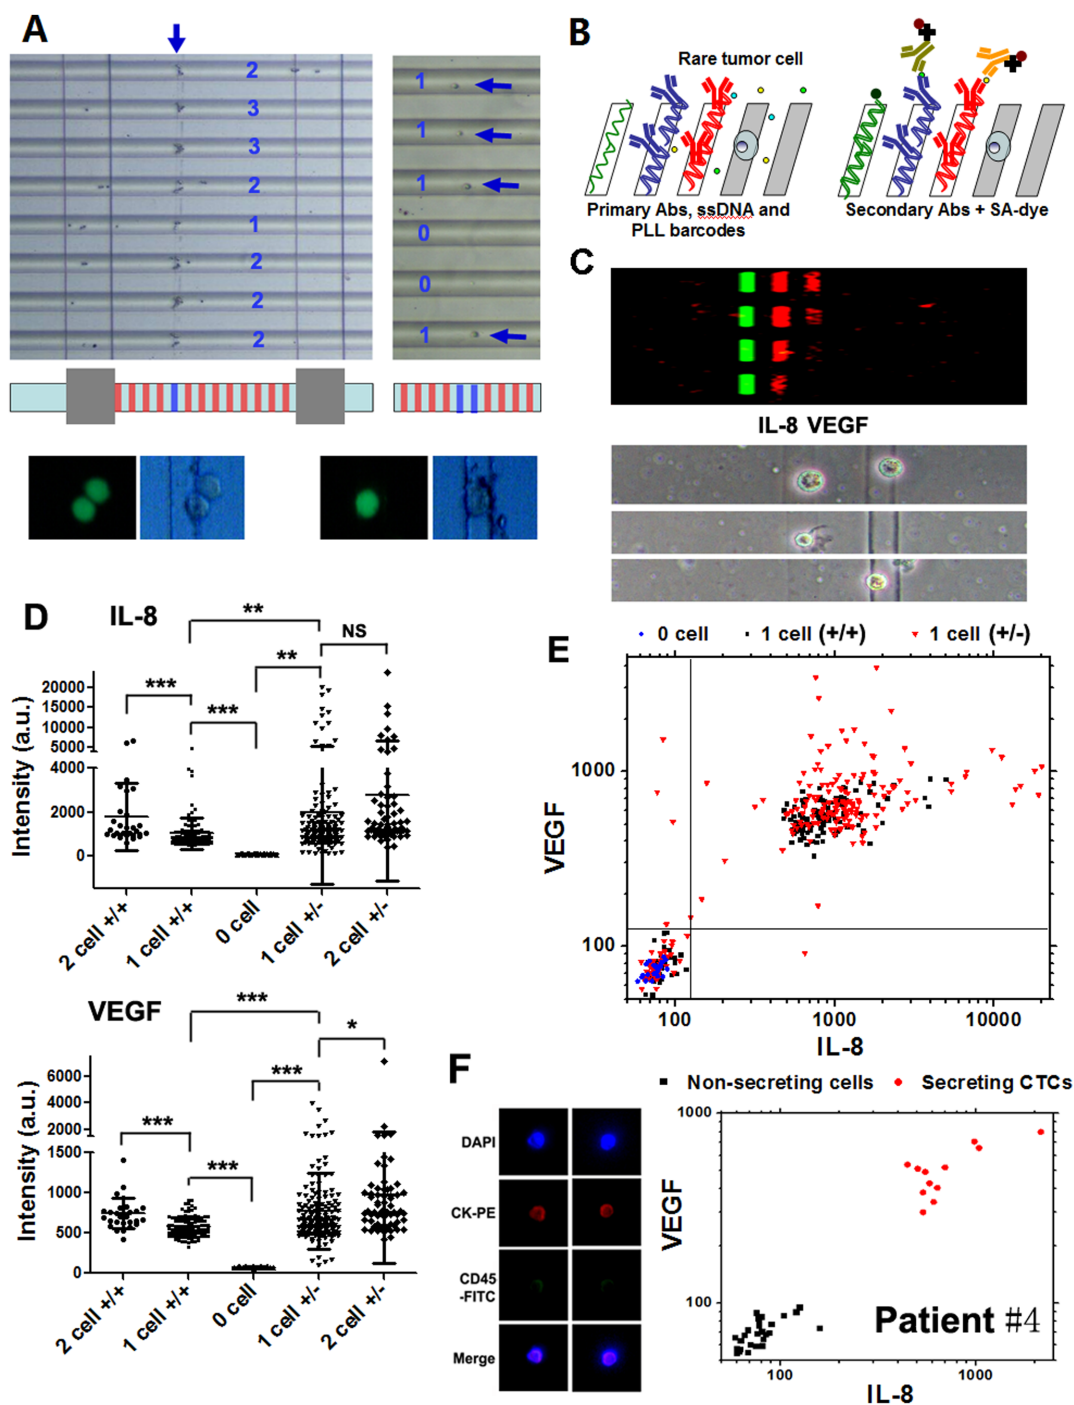 A
2
3
3
2
1
2
2
2
1
1
1
0
0
1
B
Rare tumor cell
Primary Abs, ssDNA and
PLL barcodes
Secondary Abs + SA-dye
C
IL-8 VEGF
D
IL-8
**
NS
**
***
***
Intensity (a.u.)
20000
15000
10000
5000
4000
2000
0
2 cell +/+
1 cell +/+
0 cell
1 cell +/-
2 cell +/-
VEGF
***
*
***
***
***
Intensity (a.u.)
6000
4000
2000
1500
1000
500
0
2 cell +/+
1 cell +/+
0 cell
1 cell +/-
2 cell +/-
E
0 cell
1 cell (+/+)
1 cell (+/-)
VEGF
1000
100
100
1000
10000
IL-8
F
DAPI
CK-PE
CD45
-FITC
Merge
Non-secreting cells
Secreting CTCs
VEGF
1000
100
100
1000
Patient #4
IL-8